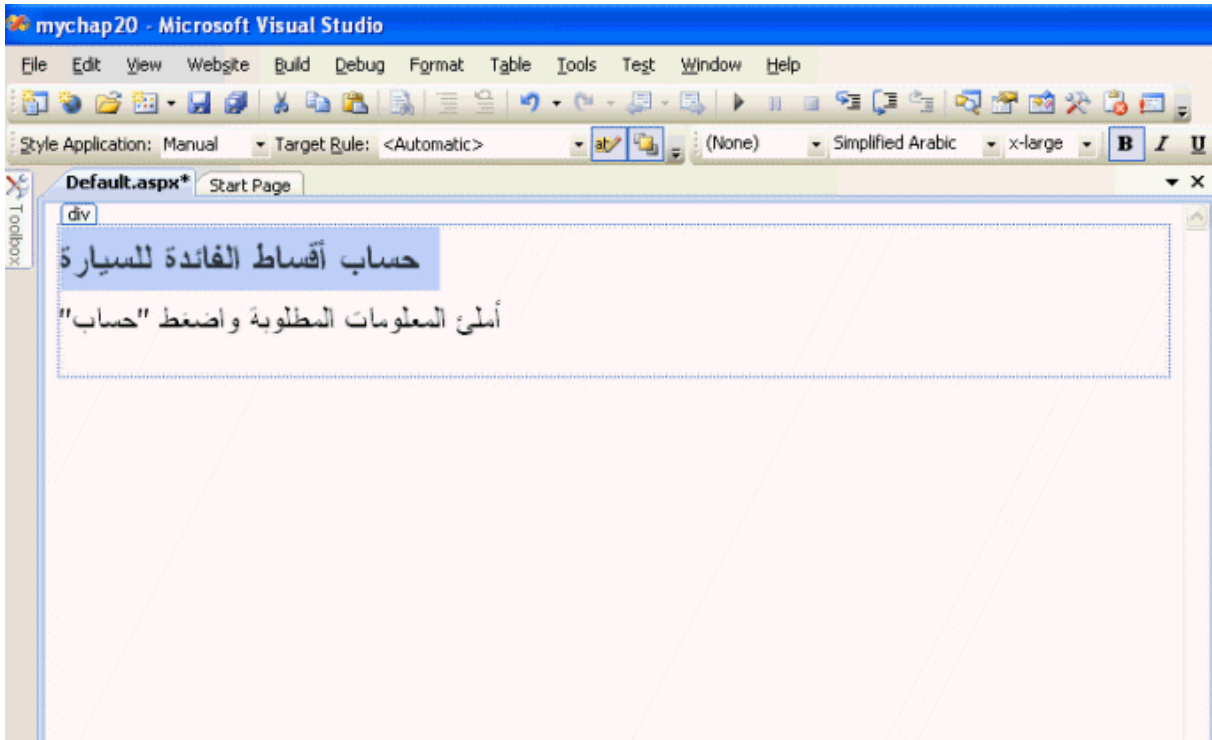 mychap20 - Microsoft Visual Studio
File Edit View Website Build Debug Format Table Tools Test Window Help
Style Application: Manual Target Rule: <Automatic> (None) Simplified Arabic x-large B I U
Default.aspx* Start Page
Toolbox
div
حساب أقساط الفائدة للسيارة
أملئ المعلومات المطلوبة واضغط "حساب"